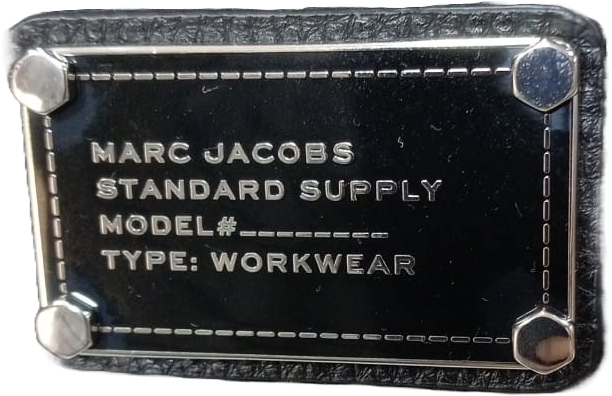 MARC JACOBS
STANDARD SUPPLY
MODEL#________
TYPE: WORKWEAR